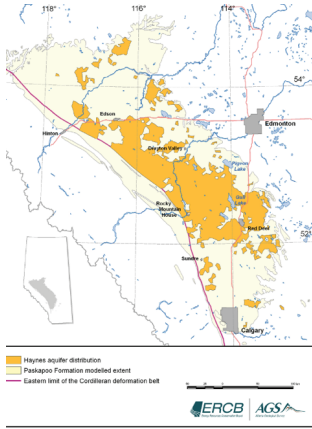 118°
116°
114°
54°
Edson
Edmonton
Hinton
Drayton Valley
Pigeon
Lake
Gull
Lake
Rocky
Mountain
House
Red Deer
52°
Sundre
Calgary
Haynes aquifer distribution
Paskapoo Formation modelled extent
Eastern limit of the Cordilleran deformation belt
ERCB
AGS